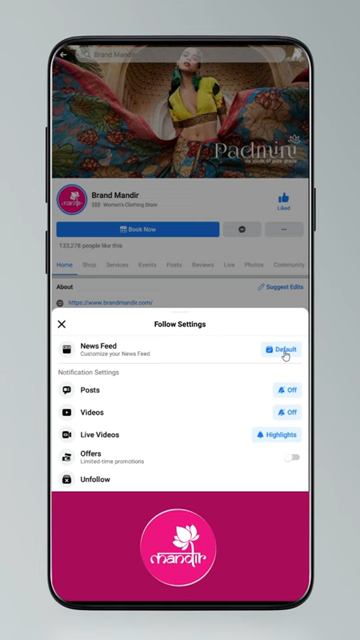 Brand Mandir
Padmini
Mandir
Brand Mandir
$$$ Women's Clothing Store
Liked
Book Now
133,278 people like this
Home Shop Services Events Posts Reviews Live Photos Community
About
Suggest Edits
https://www.brandmandir.com/
Follow Settings
News Feed
Customize your News Feed
Default
Notification Settings
Posts
Off
Videos
Off
Live Videos
Highlights
Offers
Limited-time promotions
Unfollow
mandir